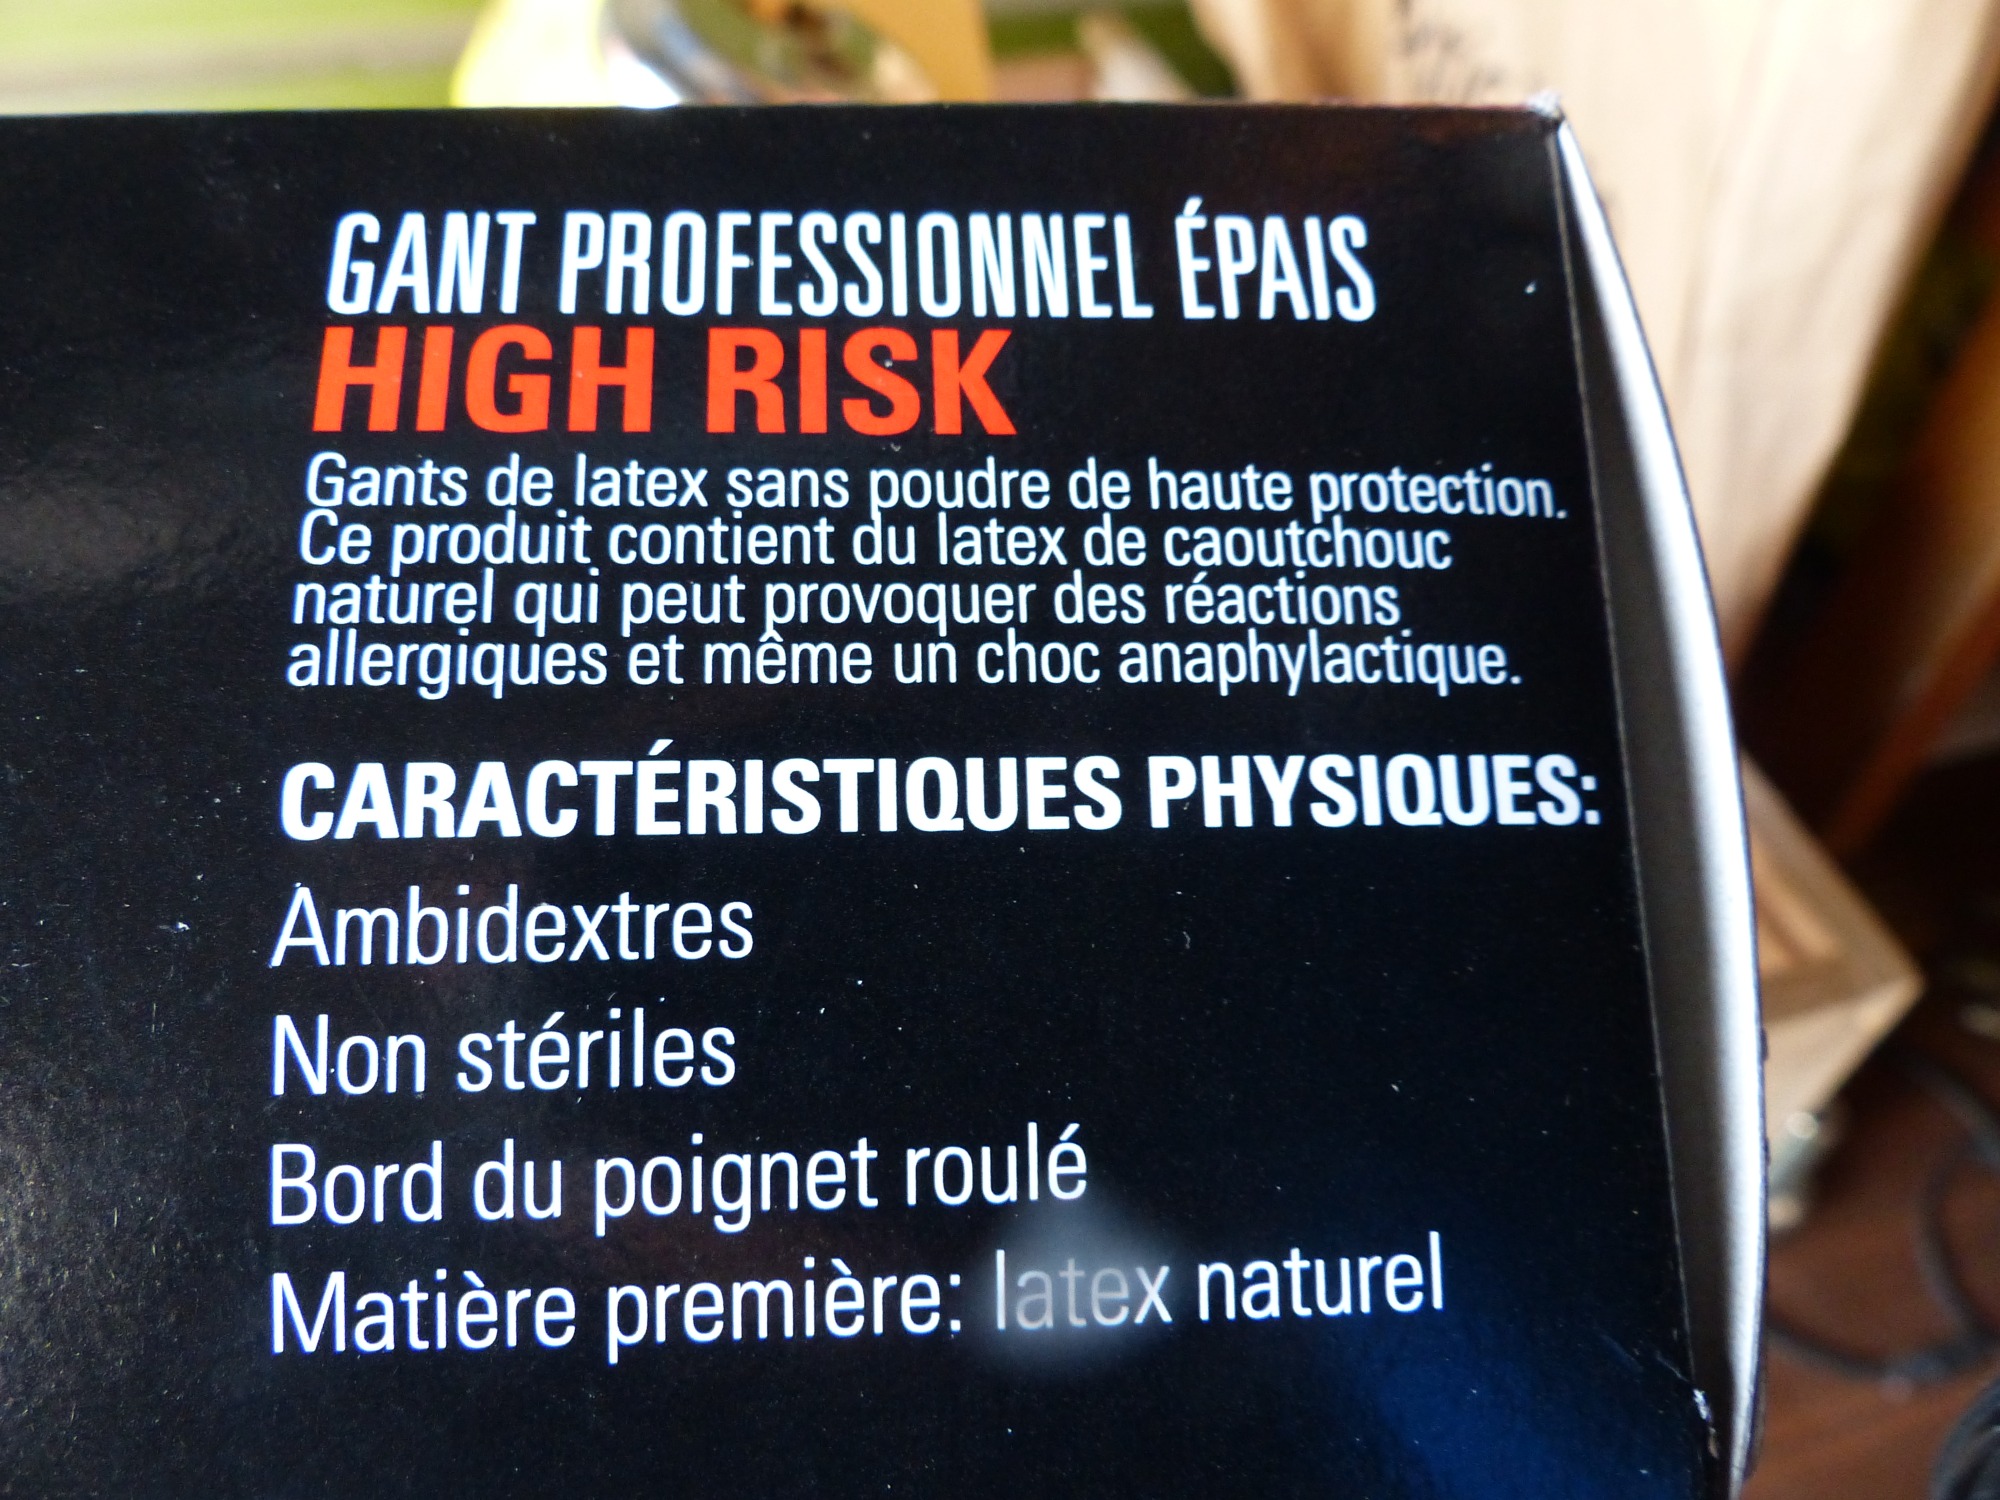 GANT PROFESSIONNEL ÉPAIS
HIGH RISK
Gants de latex sans poudre de haute protection.
Ce produit contient du latex de caoutchouc
naturel qui peut provoquer des réactions
allergiques et même un choc anaphylactique.
CARACTÉRISTIQUES PHYSIQUES:
Ambidextres
Non stériles
Bord du poignet roulé
Matière première: latex naturel